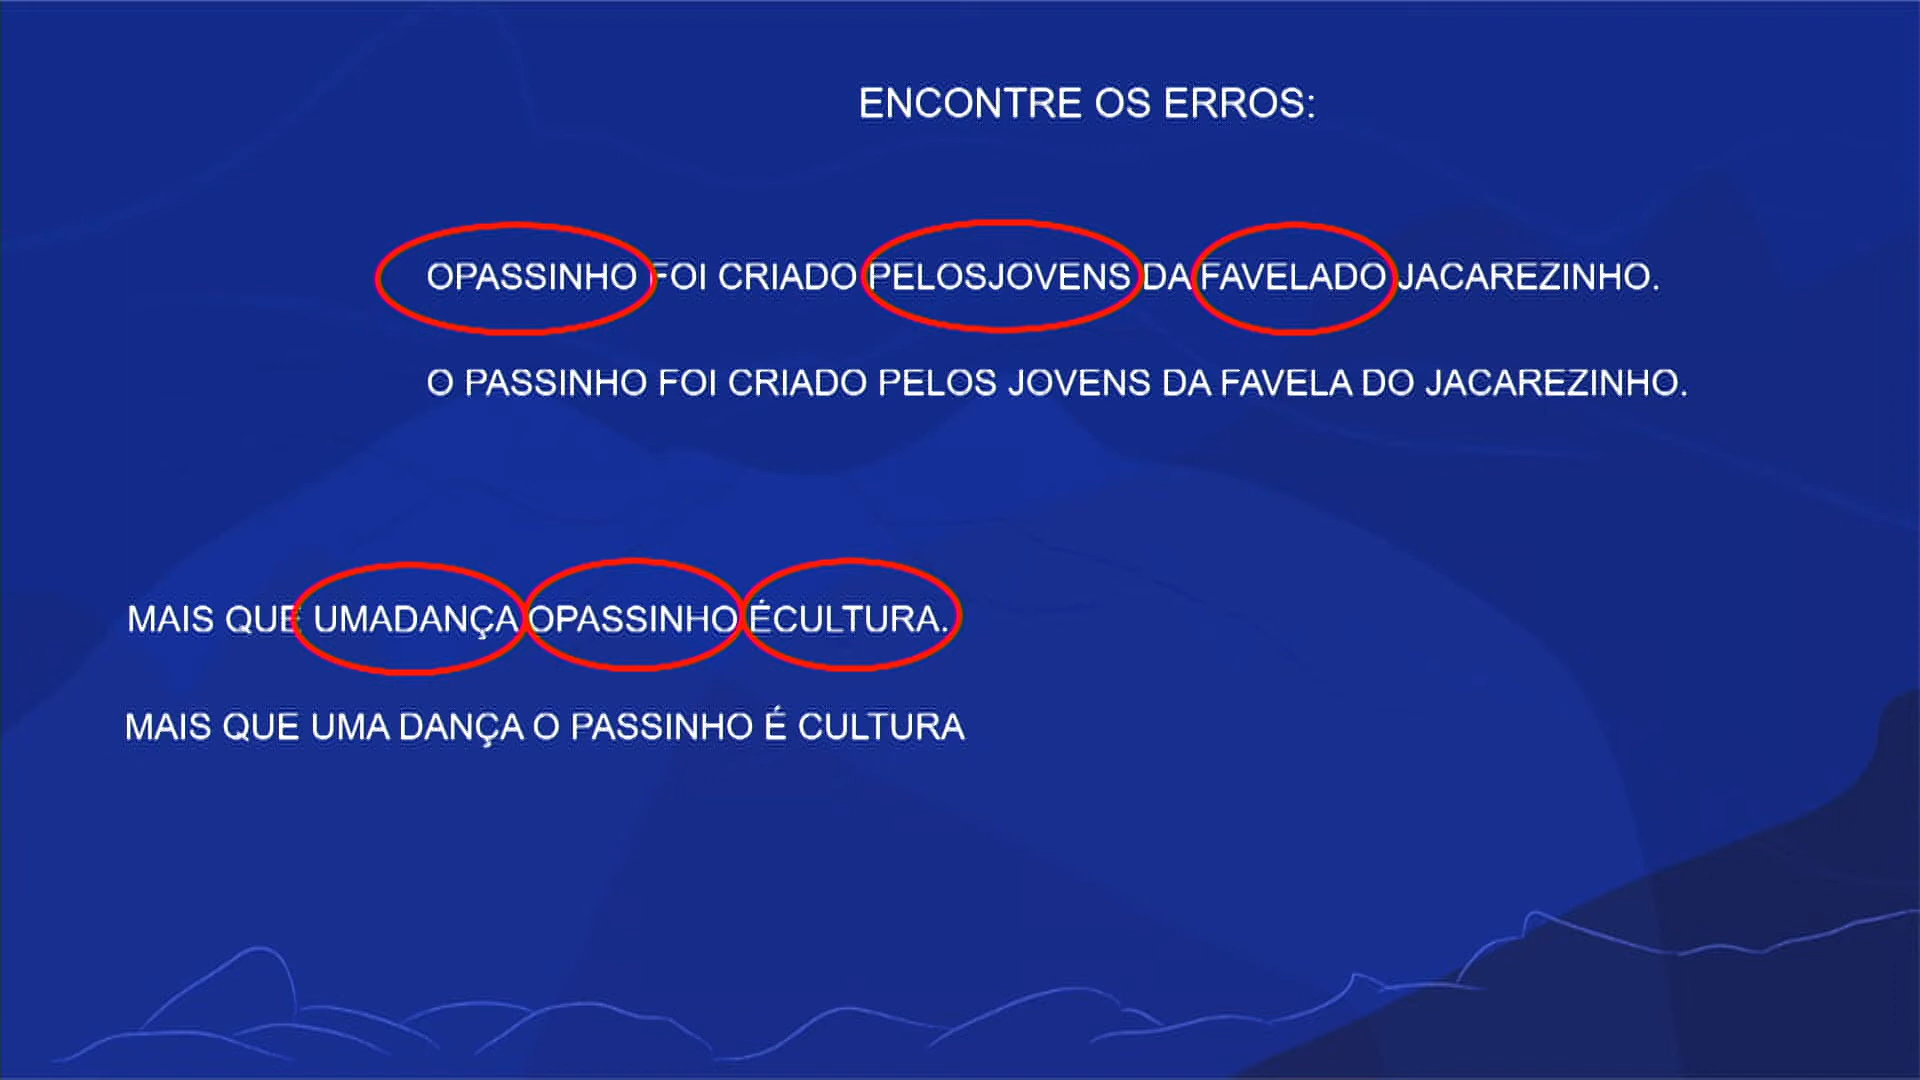 ENCONTRE OS ERROS:
OPASSINHO FOI CRIADO PELOSJOVENS DA FAVELADO JACAREZINHO.
O PASSINHO FOI CRIADO PELOS JOVENS DA FAVELA DO JACAREZINHO.
MAIS QUE UMADANÇA OPASSINHO ÉCULTURA.
MAIS QUE UMA DANÇA O PASSINHO É CULTURA